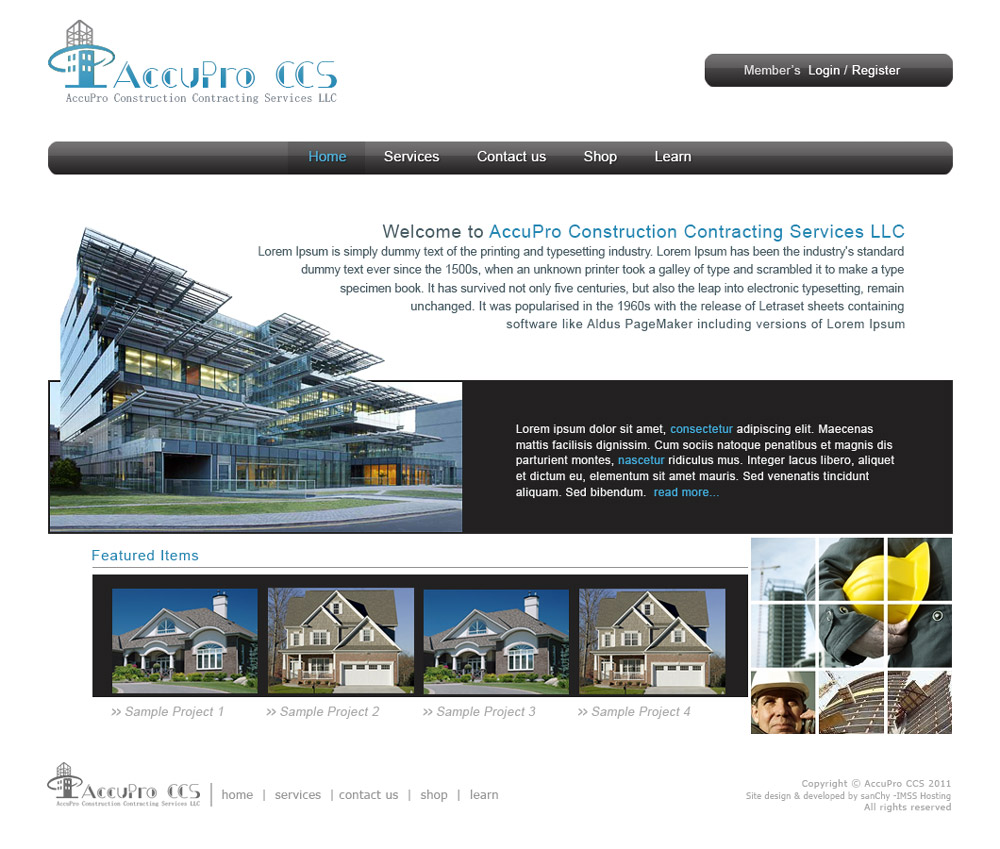 AccuPro CCS
AccuPro Construction Contracting Services LLC
Member's Login / Register
Home Services Contact us Shop Learn
Welcome to AccuPro Construction Contracting Services LLC
Lorem Ipsum is simply dummy text of the printing and typesetting industry. Lorem Ipsum has been the industry's standard
dummy text ever since the 1500s, when an unknown printer took a galley of type and scrambled it to make a type
specimen book. It has survived not only five centuries, but also the leap into electronic typesetting, remain
unchanged. It was popularised in the 1960s with the release of Letraset sheets containing
software like Aldus PageMaker including versions of Lorem Ipsum
Lorem ipsum dolor sit amet, consectetur adipiscing elit. Maecenas
mattis facilisis dignissim. Cum sociis natoque penatibus et magnis dis
parturient montes, nascetur ridiculus mus. Integer lacus libero, aliquet
et dictum eu, elementum sit amet mauris. Sed venenatis tincidunt
aliquam. Sed bibendum. read more...
Featured Items
>> Sample Project 1 >> Sample Project 2 >> Sample Project 3 >> Sample Project 4
AccuPro CCS
AccuPro Construction Contracting Services LLC
home | services | contact us | shop | learn
Copyright © AccuPro CCS 2011
Site design & developed by sanChy -IMSS Hosting
All rights reserved